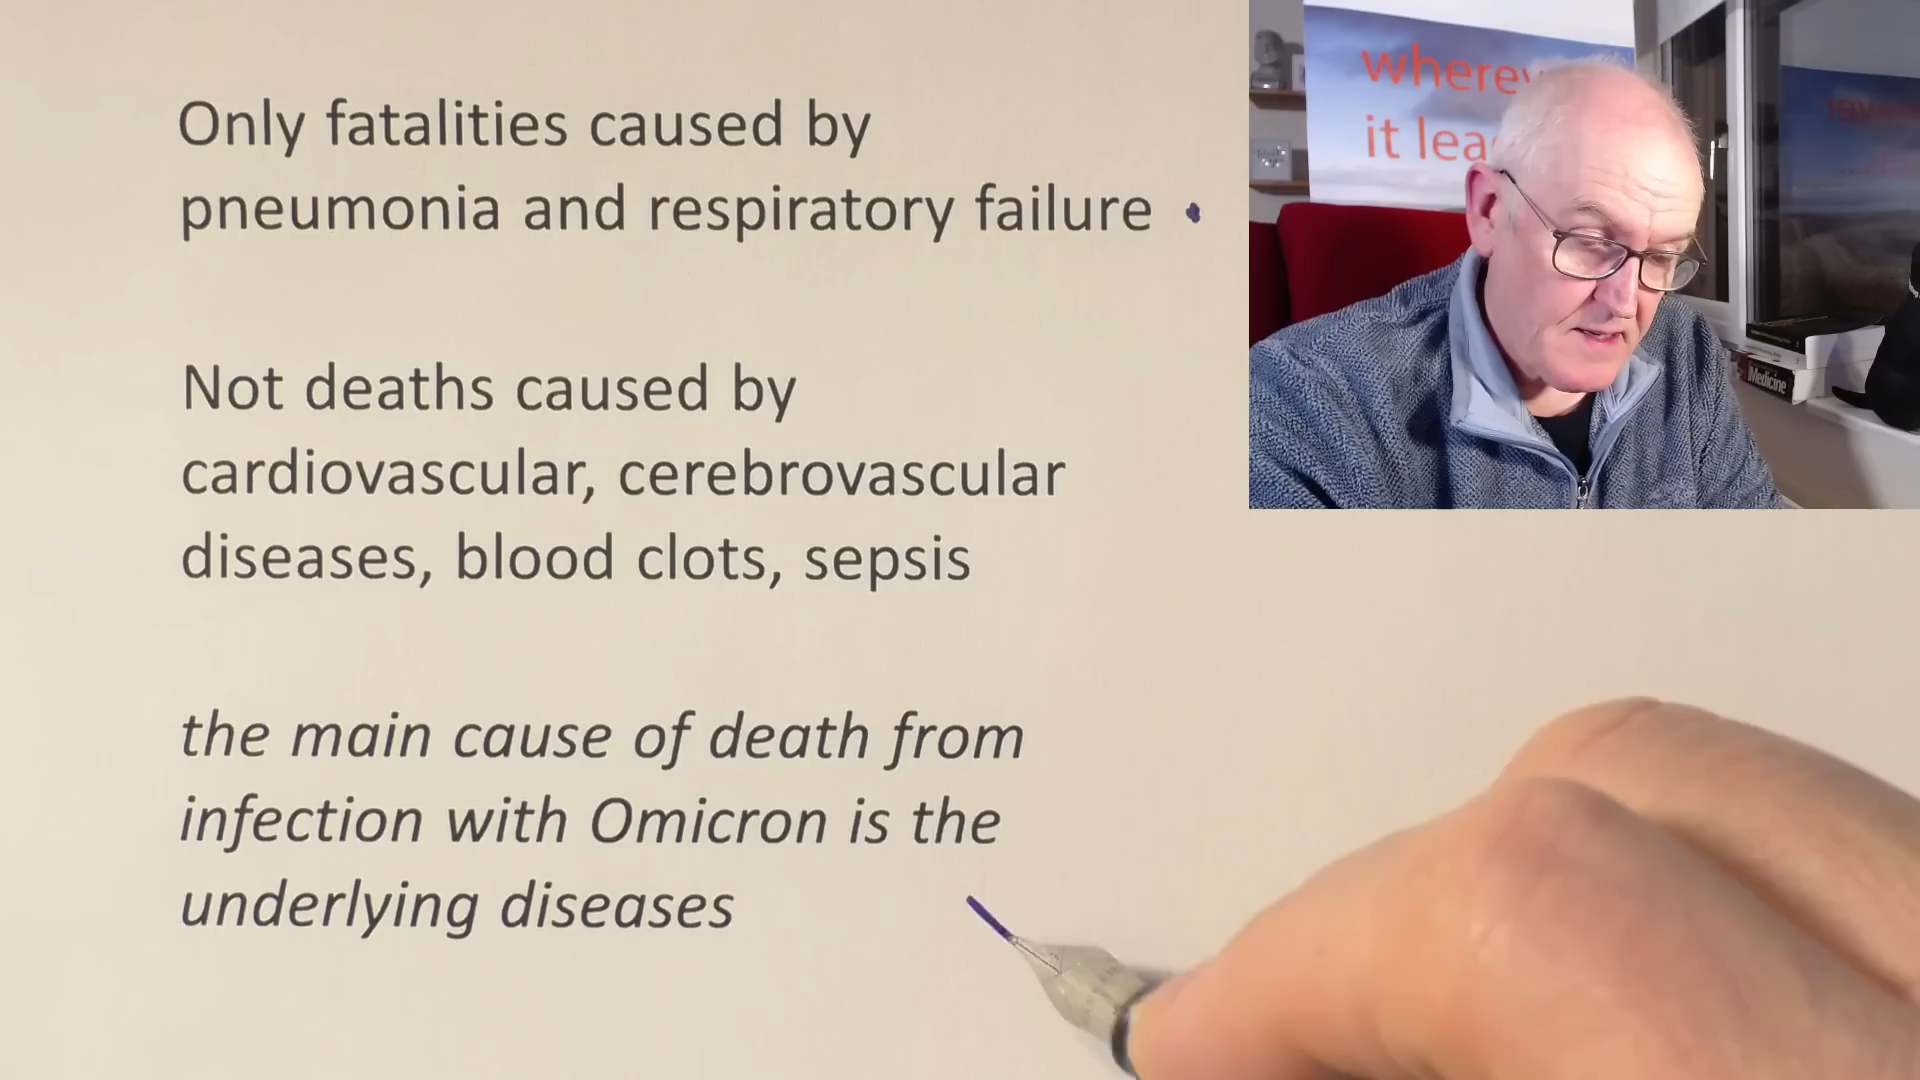 Only fatalities caused by
pneumonia and respiratory failure
Not deaths caused by
cardiovascular, cerebrovascular
diseases, blood clots, sepsis
the main cause of death from
infection with Omicron is the
underlying diseases
it
Medicine